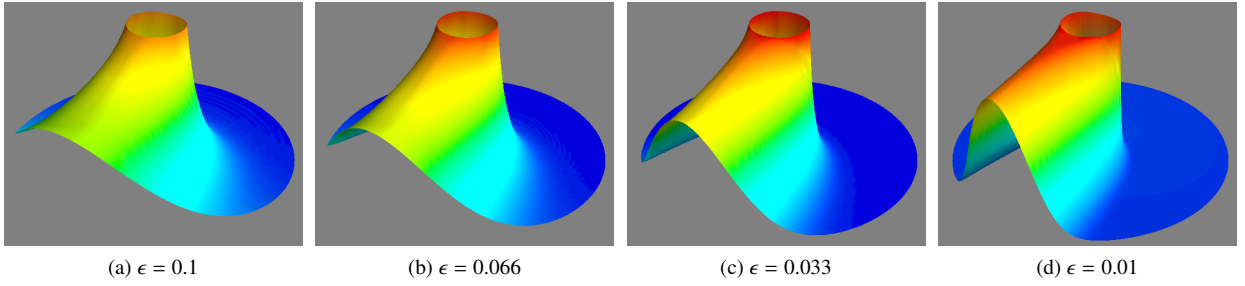 (a) ϵ = 0.1
(b) ϵ = 0.066
(c) ϵ = 0.033
(d) ϵ = 0.01